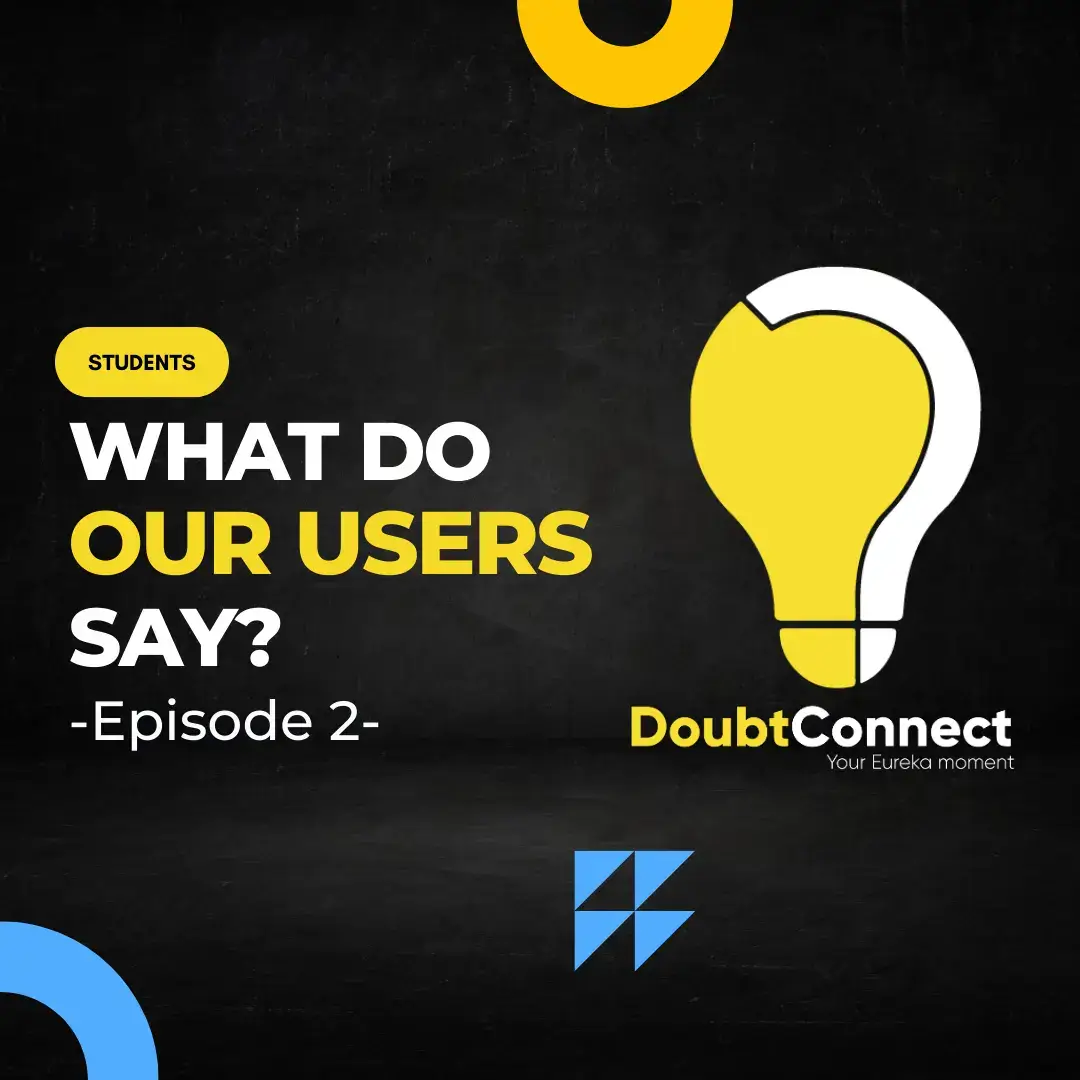 STUDENTS
WHAT DO
OUR USERS
SAY?
-Episode 2-
DoubtConnect
Your Eureka moment